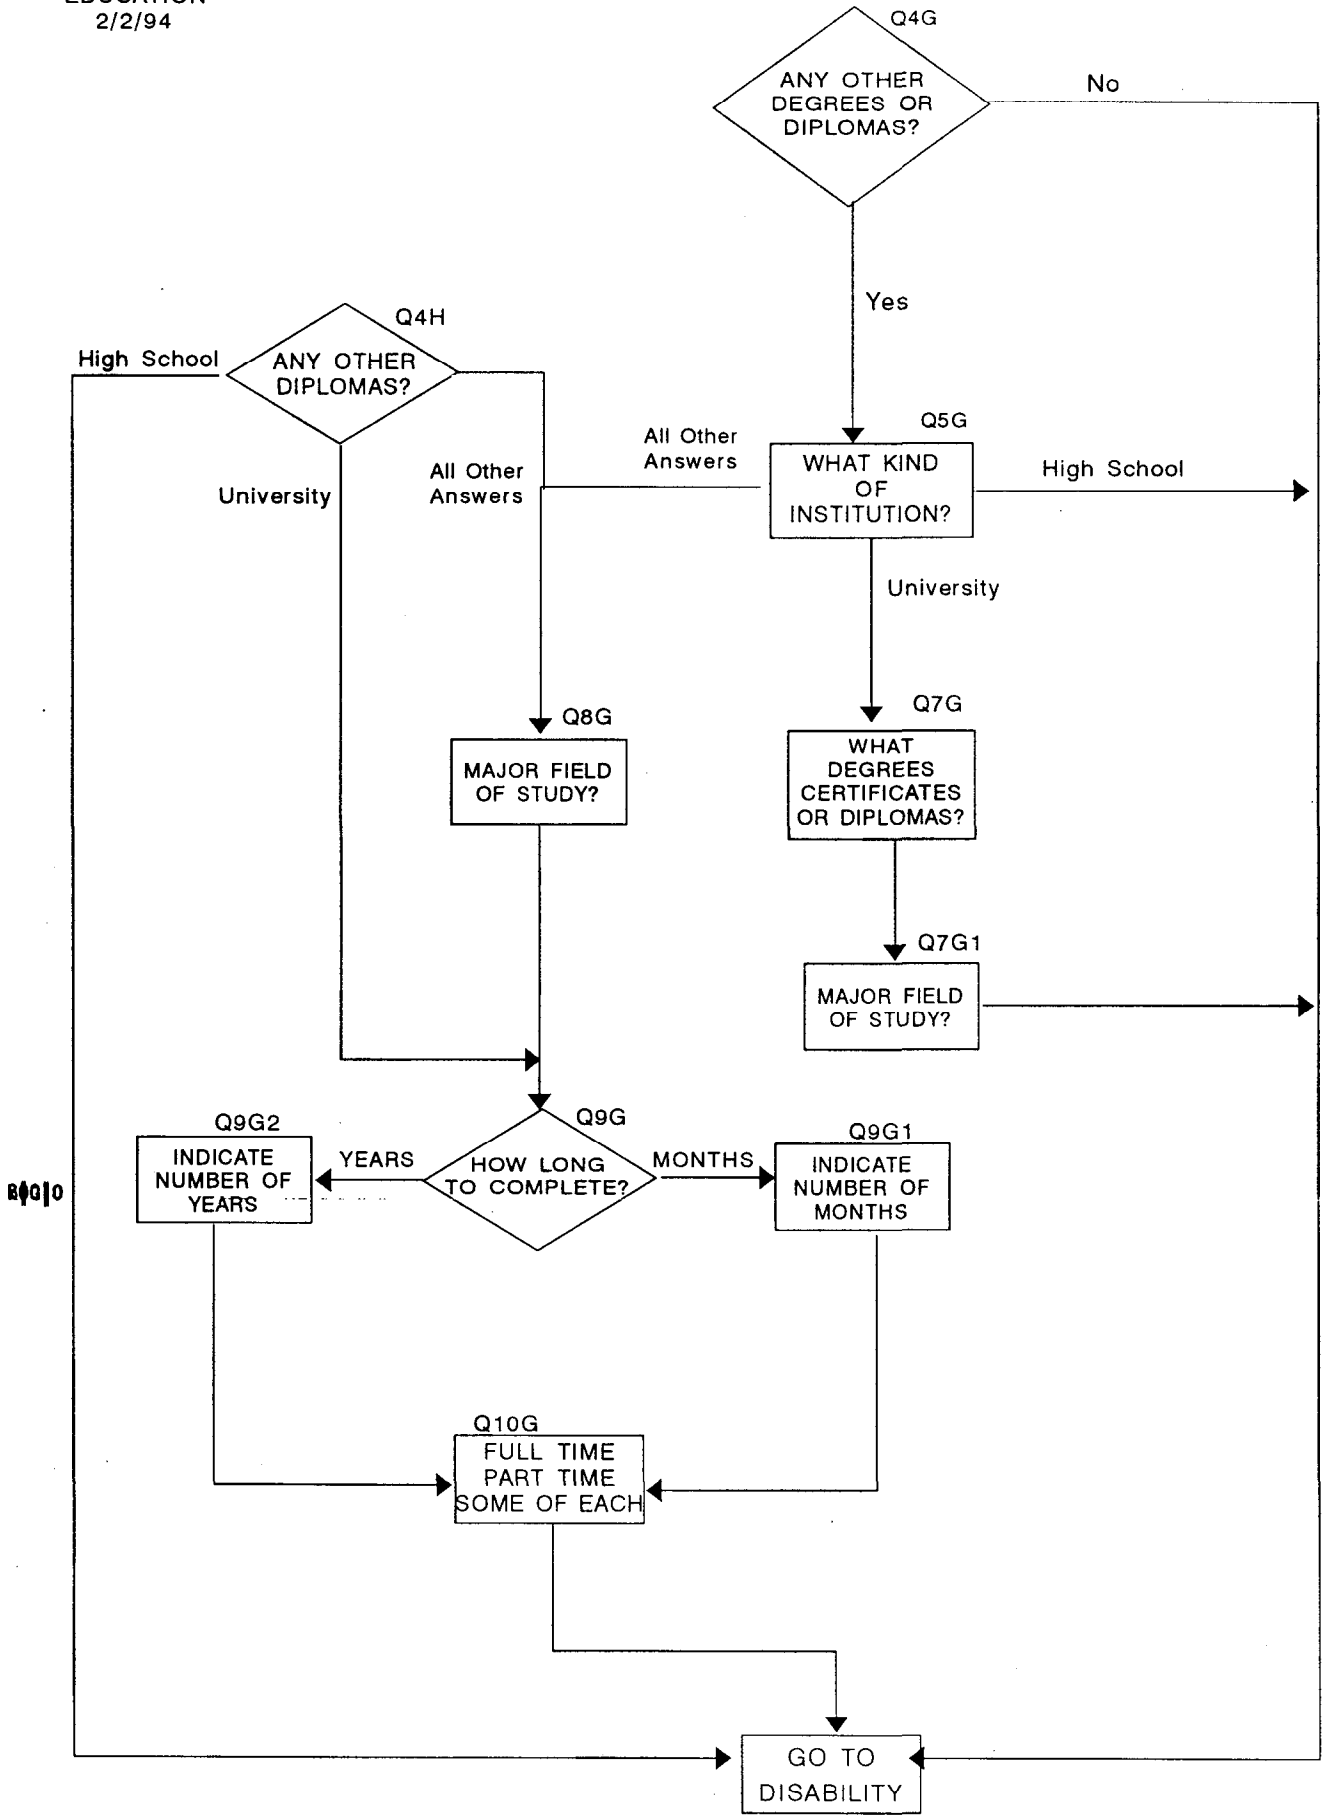 2/2/94
Q4G
ANY OTHER
DEGREES OR
DIPLOMAS?
No
Yes
Q4H
High School
ANY OTHER
DIPLOMAS?
University
All Other
Answers
All Other
Answers
Q5G
WHAT KIND
OF
INSTITUTION?
High School
University
Q8G
MAJOR FIELD
OF STUDY?
Q7G
WHAT
DEGREES
CERTIFICATES
OR DIPLOMAS?
Q7G1
MAJOR FIELD
OF STUDY?
Q9G2
INDICATE
NUMBER OF
YEARS
YEARS
Q9G
HOW LONG
TO COMPLETE?
MONTHS
Q9G1
INDICATE
NUMBER OF
MONTHS
Q10G
FULL TIME
PART TIME
SOME OF EACH
GO TO
DISABILITY